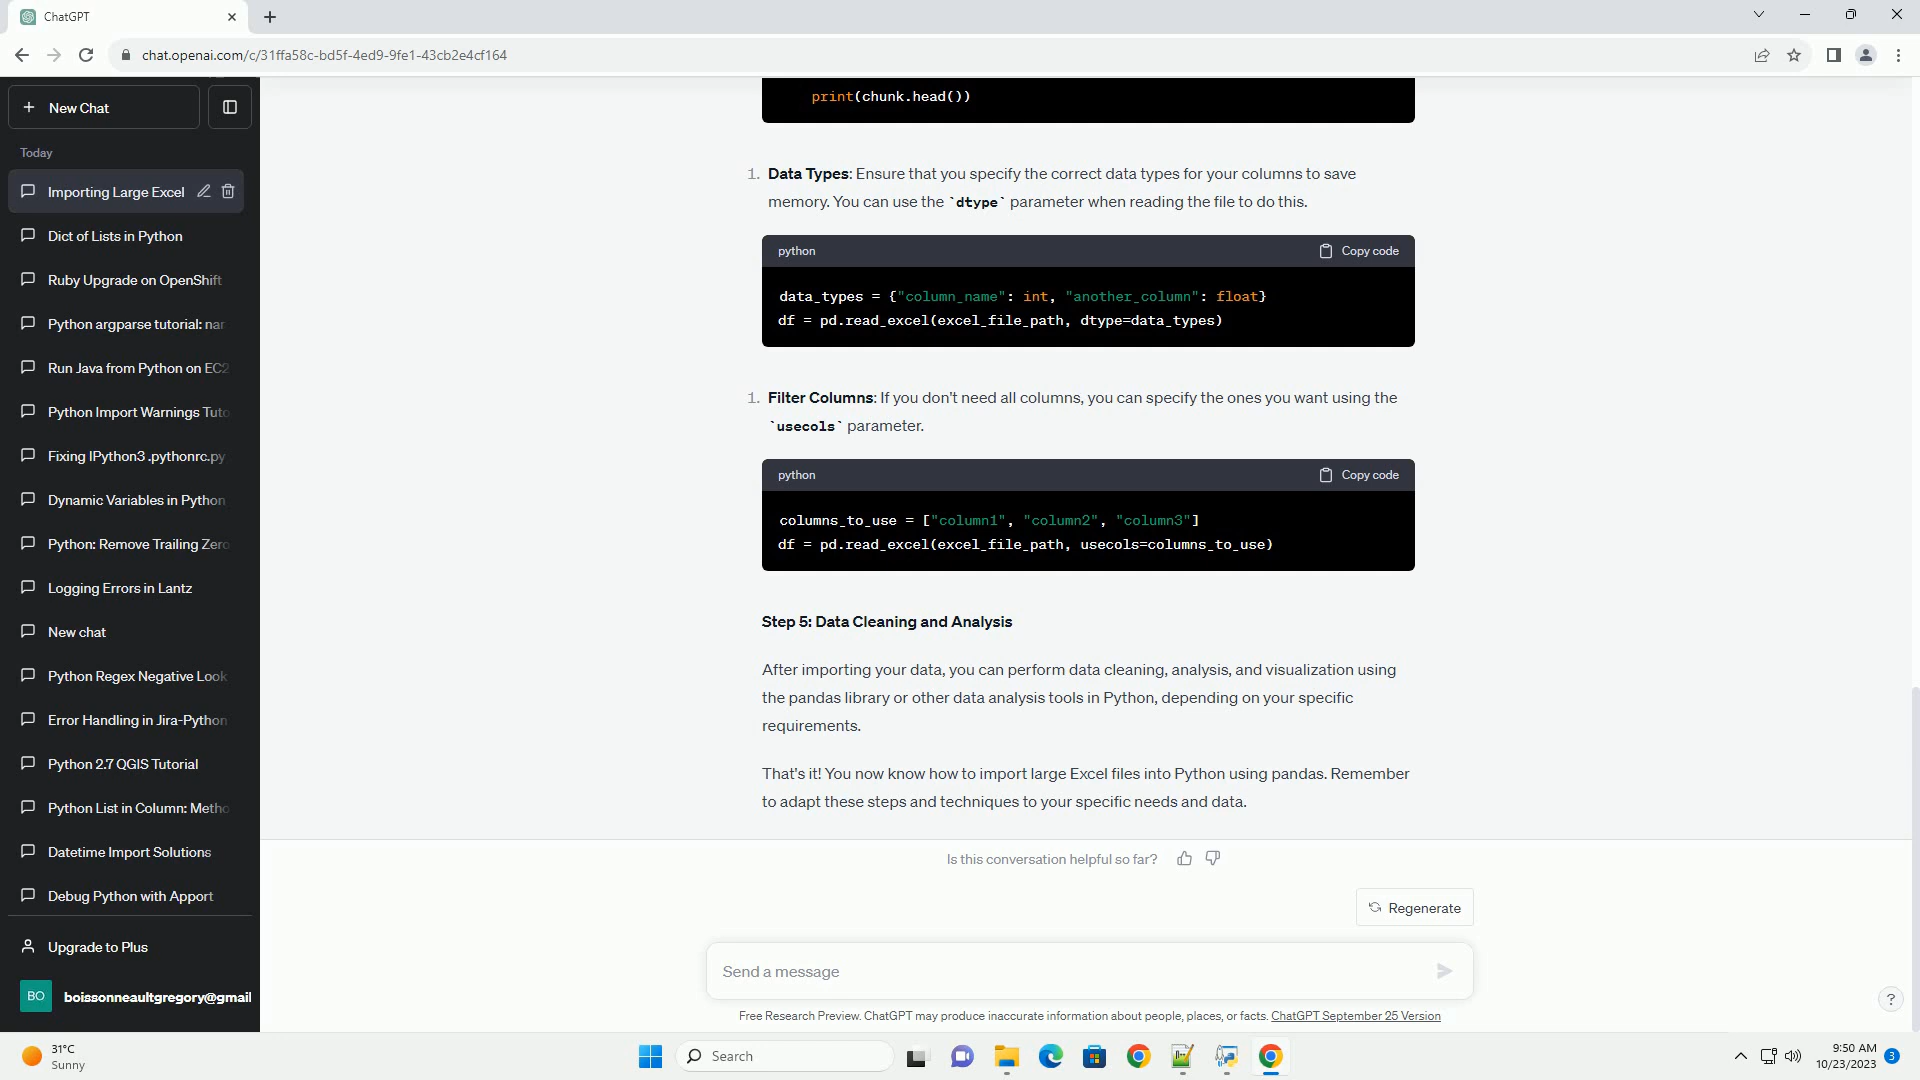 ChatGPT
chat.openai.com/c/31ffa58c-bd5f-4ed9-9fe1-43cb2e4cf164
New Chat
Today
Importing Large Excel
Dict of Lists in Python
Ruby Upgrade on OpenShift
Python argparse tutorial: nar
Run Java from Python on EC2
Python Import Warnings Tuto
Fixing IPython3 .pythonrc.py
Dynamic Variables in Python
Python: Remove Trailing Zero
Logging Errors in Lantz
New chat
Python Regex Negative Look
Error Handling in Jira-Python
Python 2.7 QGIS Tutorial
Python List in Column: Metho
Datetime Import Solutions
Debug Python with Apport
Upgrade to Plus
BO boissonneaultgregory@gmail
print(chunk.head())
1. Data Types: Ensure that you specify the correct data types for your columns to save
memory. You can use the `dtype` parameter when reading the file to do this.
python Copy code
data_types = {"column_name": int, "another_column": float}
df = pd.read_excel(excel_file_path, dtype=data_types)
1. Filter Columns: If you don't need all columns, you can specify the ones you want using the
`usecols` parameter.
python Copy code
columns_to_use = ["column1", "column2", "column3"]
df = pd.read_excel(excel_file_path, usecols=columns_to_use)
Step 5: Data Cleaning and Analysis
After importing your data, you can perform data cleaning, analysis, and visualization using
the pandas library or other data analysis tools in Python, depending on your specific
requirements.
That's it! You now know how to import large Excel files into Python using pandas. Remember
to adapt these steps and techniques to your specific needs and data.
Is this conversation helpful so far?
Regenerate
Send a message
?
Free Research Preview. ChatGPT may produce inaccurate information about people, places, or facts. ChatGPT September 25 Version
31°C
Sunny
Search
9:50 AM
10/23/2023
3